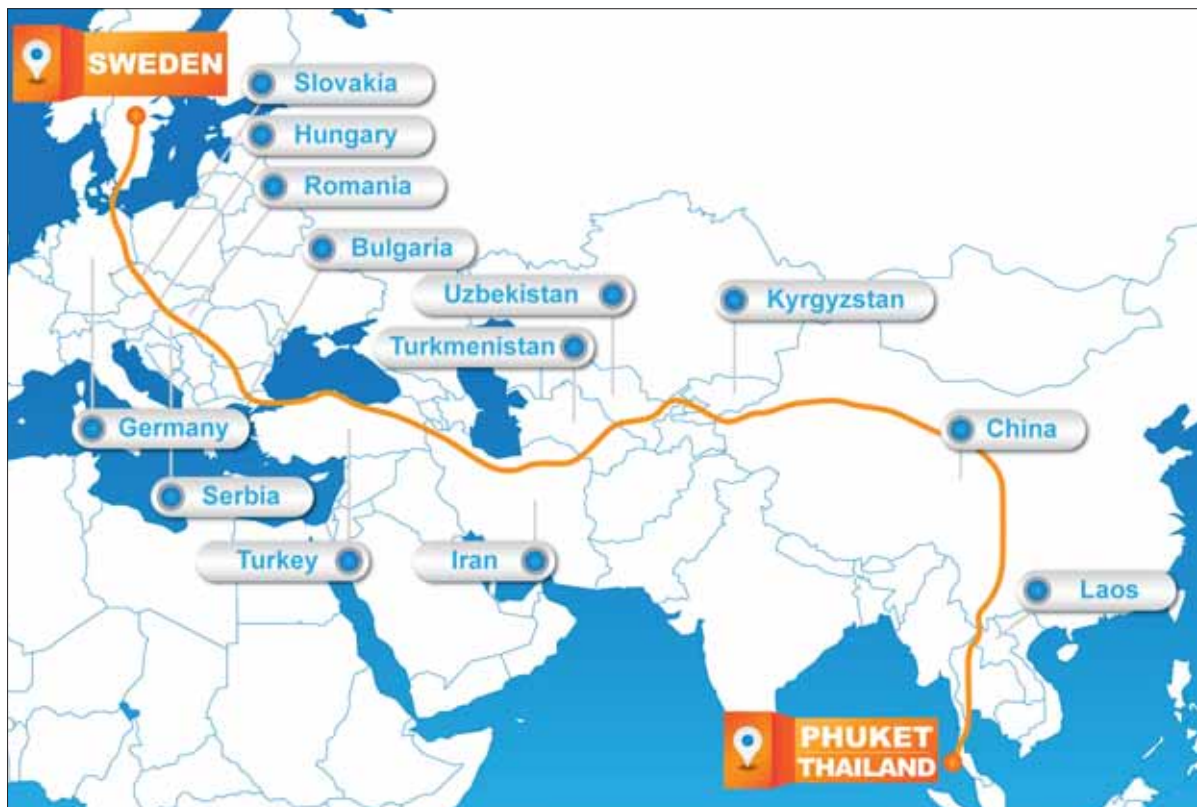 SWEDEN
Slovakia
Hungary
Romania
Bulgaria
Uzbekistan
Kyrgyzstan
Turkmenistan
Germany
China
Serbia
Turkey
Iran
Laos
PHUKET
THAILAND